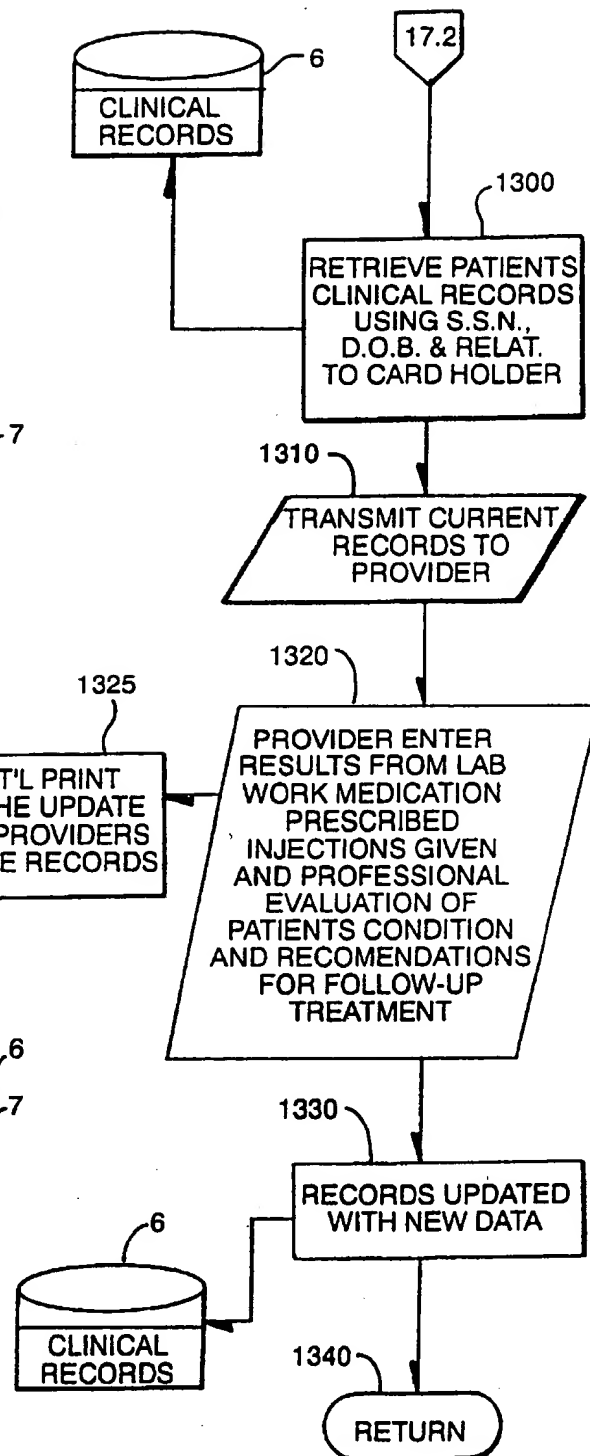 17.2
6
CLINICAL
RECORDS
1300
RETRIEVE PATIENTS
CLINICAL RECORDS
USING S.S.N.,
D.O.B. & RELAT.
TO CARD HOLDER
7
1310
TRANSMIT CURRENT
RECORDS TO
PROVIDER
1320
PROVIDER ENTER
RESULTS FROM LAB
WORK MEDICATION
PRESCRIBED
INJECTIONS GIVEN
AND PROFESSIONAL
EVALUATION OF
PATIENTS CONDITION
AND RECOMENDATIONS
FOR FOLLOW-UP
TREATMENT
1325
T'L PRINT
HE UPDATE
PROVIDERS
E RECORDS
6
7
1330
RECORDS UPDATED
WITH NEW DATA
6
CLINICAL
RECORDS
1340
RETURN